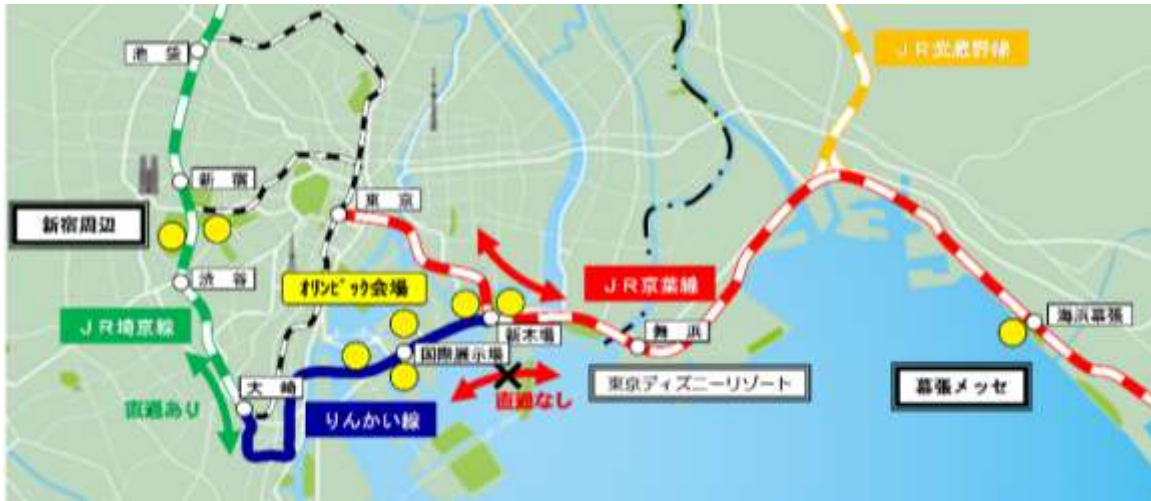 池袋
JR武蔵野線
新宿
新宿周辺
東京
渋谷
オリンピック会場
JR京葉線
JR埼京線
新木場
舞浜
海浜幕張
国際展示場
東京ディズニーリゾート
幕張メッセ
大崎
直通なし
直通あり
りんかい線